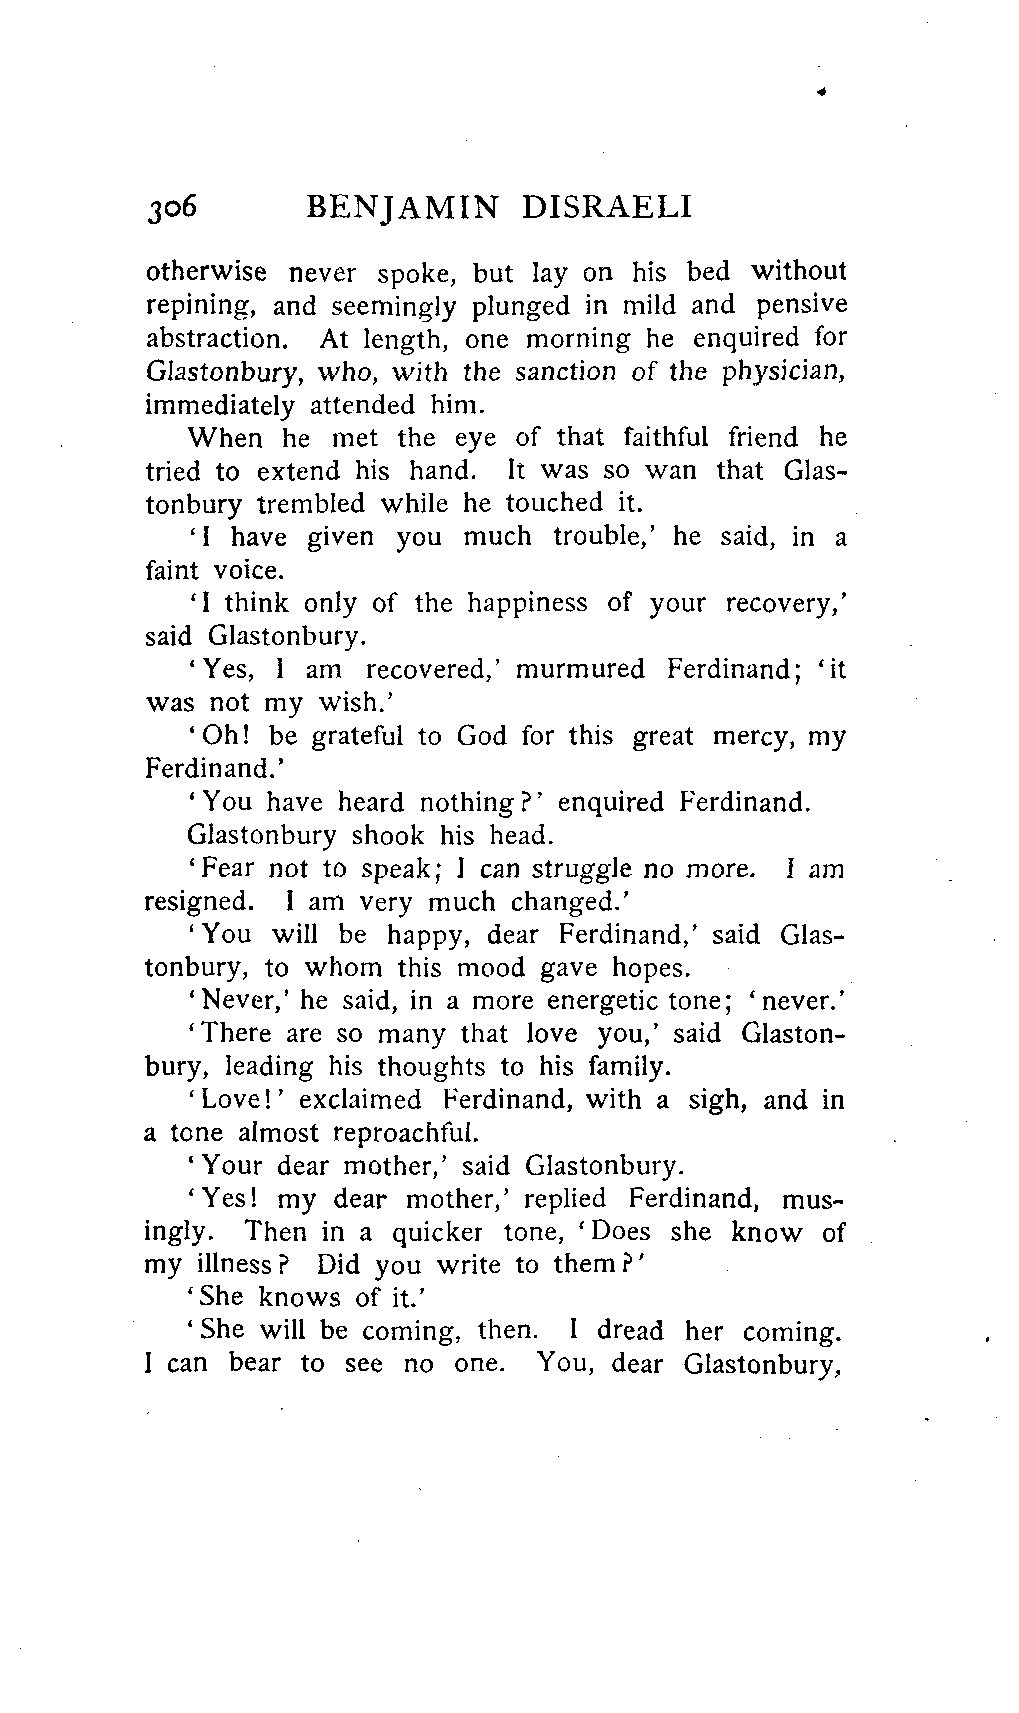 306 BENJAMIN DISRAELI
otherwise never spoke, but lay on his bed without
repining, and seemingly plunged in mild and pensive
abstraction. At length, one morning he enquired for
Glastonbury, who, with the sanction of the physician,
immediately attended him.
When he met the eye of that faithful friend he
tried to extend his hand. It was so wan that Glas-
tonbury trembled while he touched it.
‘I have given you much trouble,’ he said, in a
faint voice.
‘I think only of the happiness of your recovery,’
said Glastonbury.
‘Yes, I am recovered,’ murmured Ferdinand; ‘it
was not my wish.’
‘Oh! be grateful to God for this great mercy, my
Ferdinand.’
‘You have heard nothing?’ enquired Ferdinand.
Glastonbury shook his head.
‘Fear not to speak; I can struggle no more. I am
resigned. I am very much changed.’
‘You will be happy, dear Ferdinand,’ said Glas-
tonbury, to whom this mood gave hopes.
‘Never,’ he said, in a more energetic tone; ‘never.’
‘There are so many that love you,’ said Glaston-
bury, leading his thoughts to his family.
‘Love!’ exclaimed Ferdinand, with a sigh, and in
a tone almost reproachful.
‘Your dear mother,’ said Glastonbury.
‘Yes! my dear mother,’ replied Ferdinand, mus-
ingly. Then in a quicker tone, ‘Does she know of
my illness? Did you write to them?’
‘She knows of it.’
‘She will be coming, then. I dread her coming.
I can bear to see no one. You, dear Glastonbury,